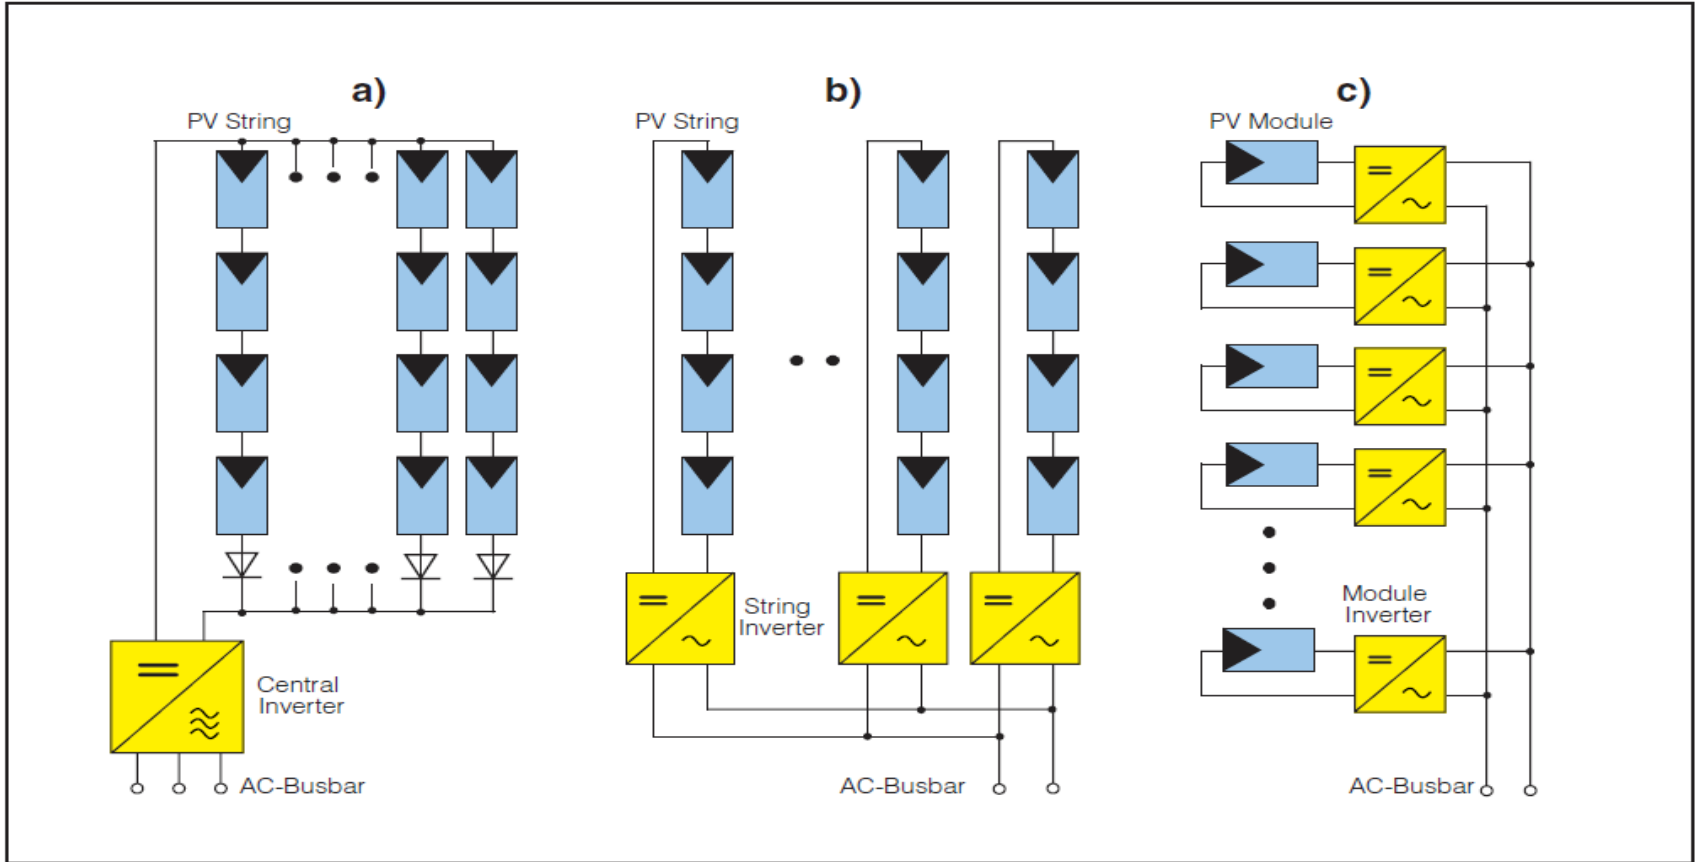 a)
PV String
Central
Inverter
AC-Busbar
b)
PV String
String
Inverter
AC-Busbar
c)
PV Module
Module
Inverter
AC-Busbar